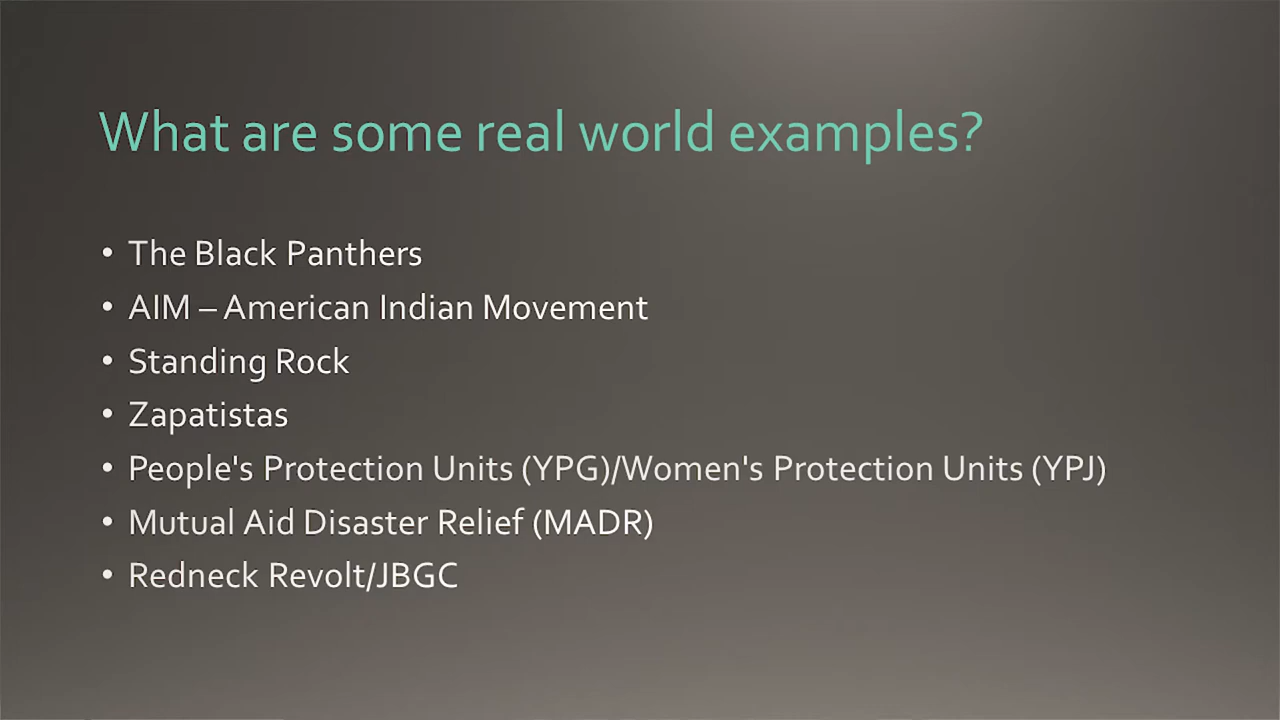 What are some real world examples?
• The Black Panthers
• AIM – American Indian Movement
• Standing Rock
• Zapatistas
• People's Protection Units (YPG)/Women's Protection Units (YPJ)
• Mutual Aid Disaster Relief (MADR)
• Redneck Revolt/JBGC